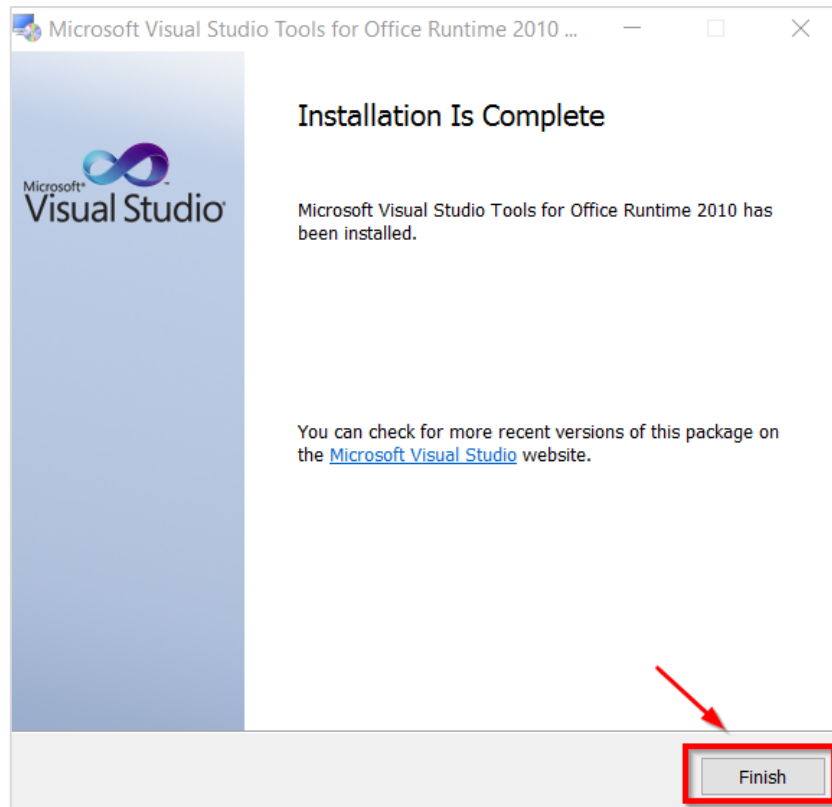 Microsoft Visual Studio Tools for Office Runtime 2010 ...
Installation Is Complete
Microsoft®
Visual Studio®
Microsoft Visual Studio Tools for Office Runtime 2010 has
been installed.
You can check for more recent versions of this package on
the Microsoft Visual Studio website.
Finish